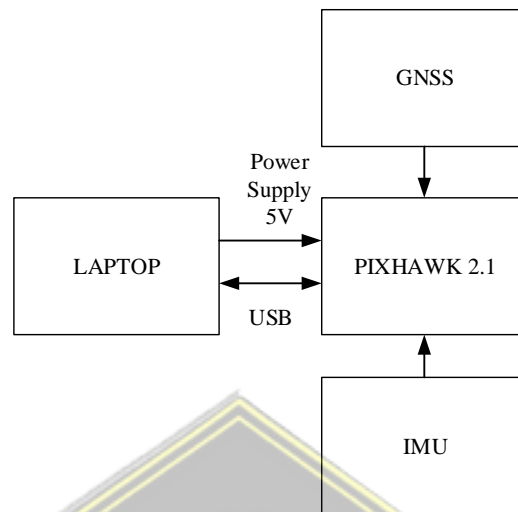 GNSS
Power
Supply
5V
LAPTOP
PIXHAWK 2.1
USB
IMU